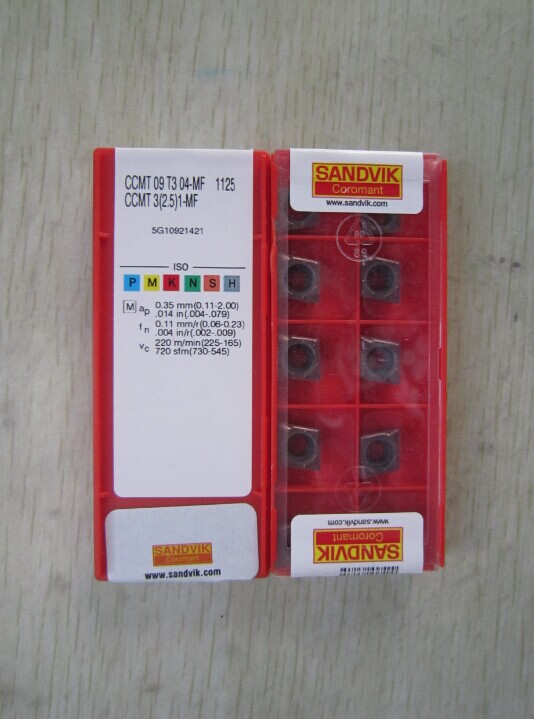 CCMT 09 T3 04-MF 1125
CCMT 3(2.5)1-MF
5G10921421
ISO
P M K N S H
M ap 0.35 mm(0.11-2.00)
.014 in(.004-.079)
fn 0.11 mm/r(0.06-0.23)
.004 in/r(.002-.009)
vc 220 m/min(225-165)
720 sfm(730-545)
SANDVIK
Coromant
www.sandvik.com
SANDVIK
Coromant
www.sandvik.com
www.sandvik.com
SANDVIK
Coromant